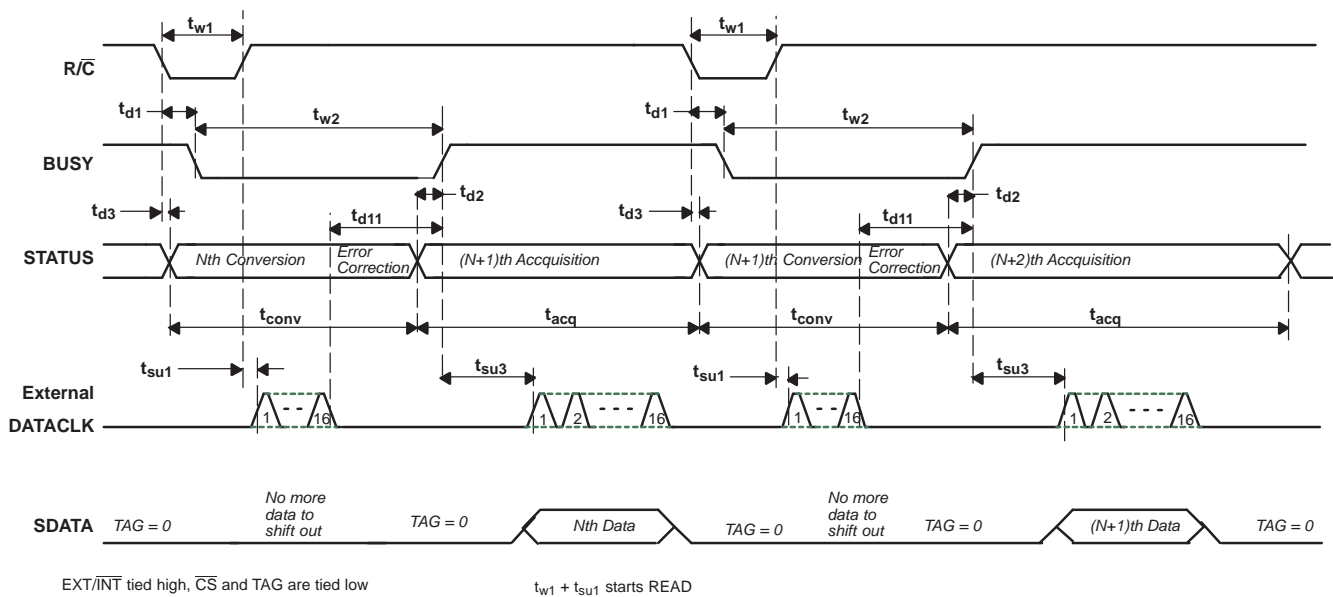 tw1 tw1
R/C
td1 tw2 td1 tw2
BUSY
td2 td2
td3 td3
td11 td11
STATUS Nth Conversion Error Correction (N+1)th Accquisition (N+1)th Conversion Error Correction (N+2)th Accquisition
tconv tacq tconv tacq
tsu1 tsu3 tsu1 tsu3
External
DATACLK
1 - - 16 1 2 - - - 16 1 - - 16 1 2 - - - 16
No more
data to
shift out
No more
data to
shift out
SDATA TAG = 0 TAG = 0 Nth Data TAG = 0 TAG = 0 (N+1)th Data TAG = 0
EXT/INT tied high, CS and TAG are tied low tw1 + tsu1 starts READ